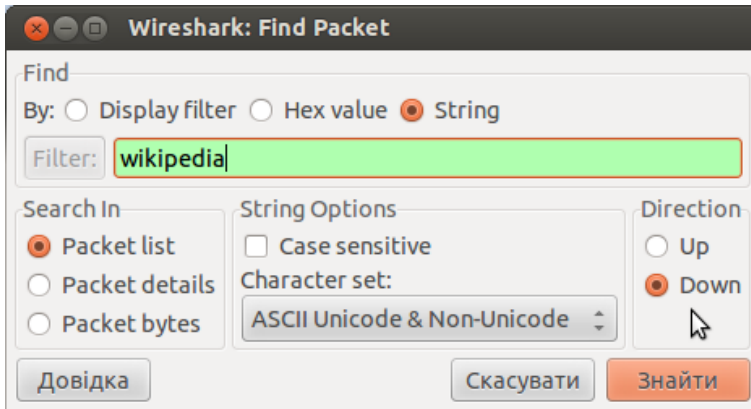 Wireshark: Find Packet
Find
By: Display filter Hex value String
Filter: wikipedia
Search In
Packet list
Packet details
Packet bytes
String Options
Case sensitive
Character set:
ASCII Unicode & Non-Unicode
Direction
Up
Down
Довідка Скасувати Знайти